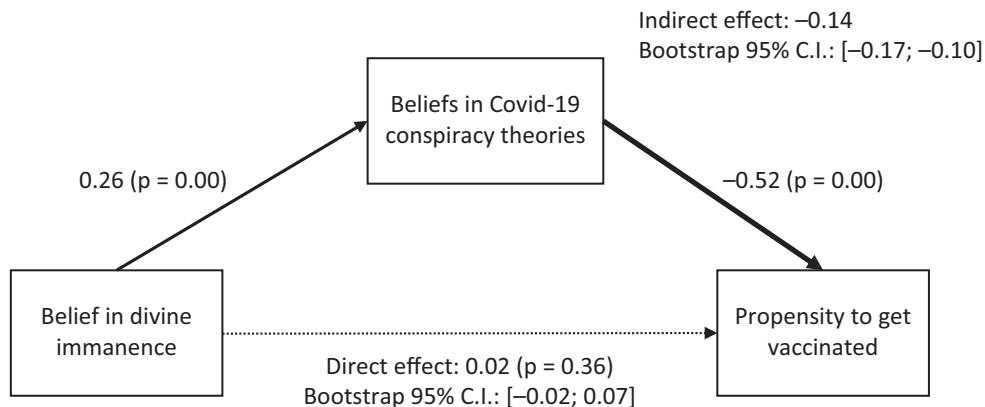 Indirect effect: –0.14
Bootstrap 95% C.I.: [–0.17; –0.10]
Beliefs in Covid-19
conspiracy theories
0.26 (p = 0.00)
–0.52 (p = 0.00)
Belief in divine
immanence
Propensity to get
vaccinated
Direct effect: 0.02 (p = 0.36)
Bootstrap 95% C.I.: [–0.02; 0.07]